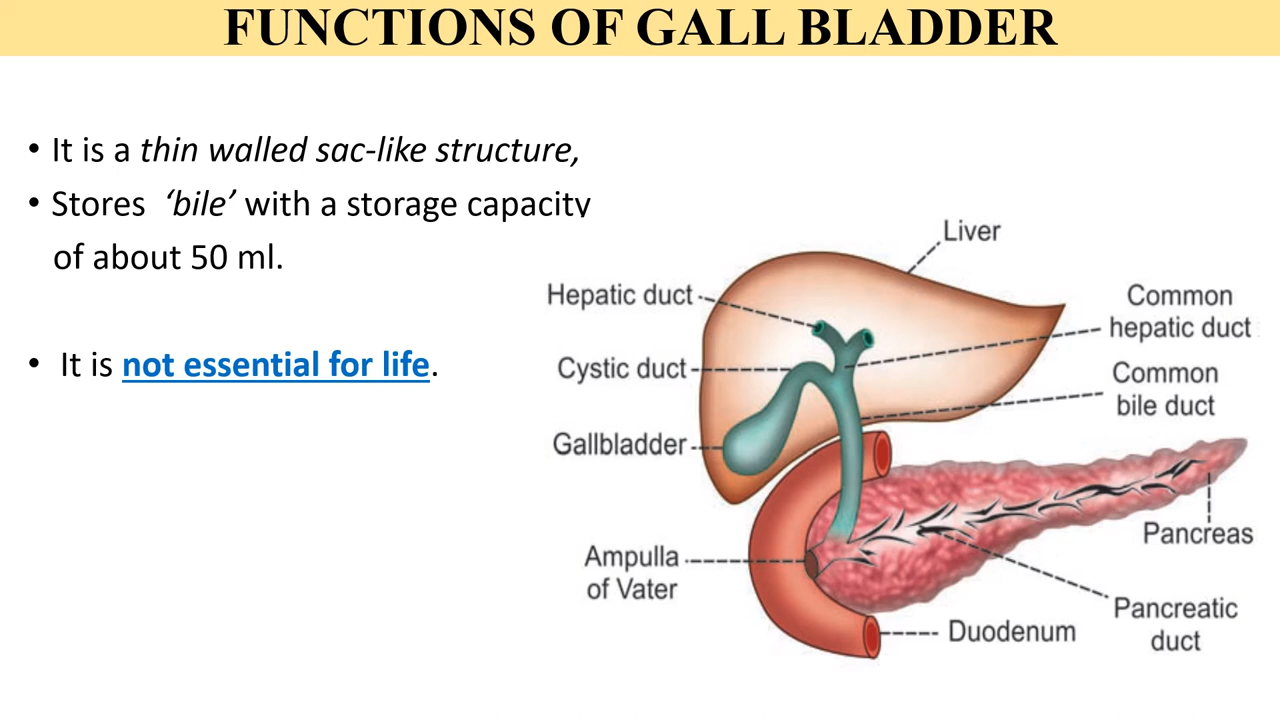 FUNCTIONS OF GALL BLADDER
• It is a thin walled sac-like structure,
• Stores ‘bile’ with a storage capacity
of about 50 ml.
• It is not essential for life.
Liver
Hepatic duct
Common
hepatic duct
Cystic duct
Common
bile duct
Gallbladder
Pancreas
Ampulla
of Vater
Pancreatic
duct
Duodenum